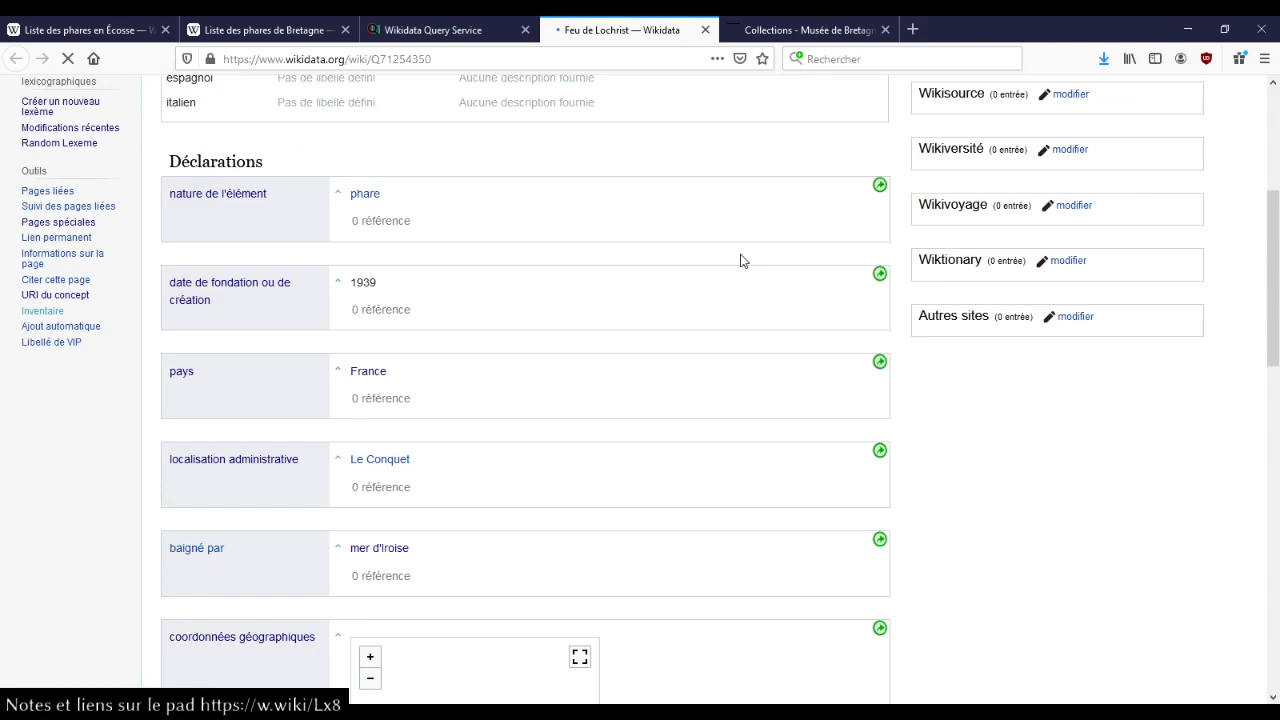 Liste des phares en Écosse — W
Liste des phares de Bretagne —
Wikidata Query Service
Feu de Lochrist — Wikidata
Collections - Musée de Bretagn
https://www.wikidata.org/wiki/Q71254350
Rechercher
lexicographiques
Créer un nouveau
lexème
Modifications récentes
Random Lexeme
Outils
Pages liées
Suivi des pages liées
Pages spéciales
Lien permanent
Informations sur la
page
Citer cette page
URI du concept
Inventaire
Ajout automatique
Libellé de VIP
espagnol Pas de libellé défini Aucune description fournie
italien Pas de libellé défini Aucune description fournie
Déclarations
nature de l'élément phare
0 référence
date de fondation ou de
création
1939
0 référence
pays France
0 référence
localisation administrative Le Conquet
0 référence
baigné par mer d'Iroise
0 référence
coordonnées géographiques
+
−
Wikisource (0 entrée) modifier
Wikiversité (0 entrée) modifier
Wikivoyage (0 entrée) modifier
Wiktionary (0 entrée) modifier
Autres sites (0 entrée) modifier
Notes et liens sur le pad https://w.wiki/Lx8